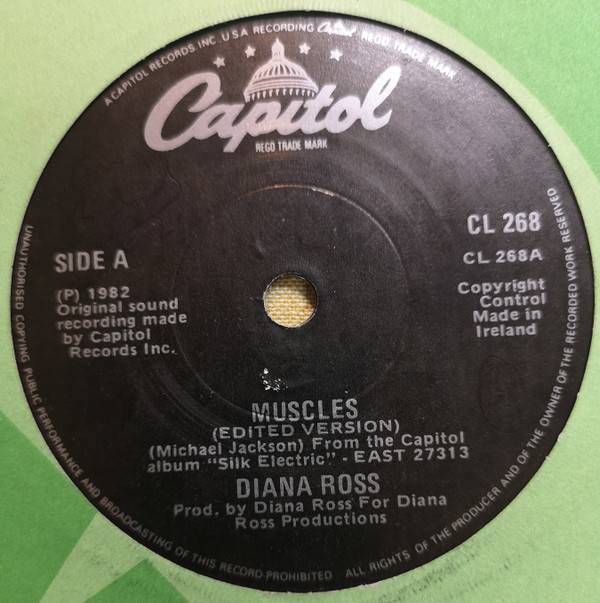 A CAPITOL RECORDS INC. U S A RECORDING Capitol REGD TRADE MARK
Capitol
REGD TRADE MARK
CL 268
SIDE A
CL 268A
(P) 1982
Original sound
recording made
by Capitol
Records Inc.
Copyright
Control
Made in
Ireland
MUSCLES
(EDITED VERSION)
(Michael Jackson) From the Capitol
album "Silk Electric" - EAST 27313
DIANA ROSS
Prod. by Diana Ross For Diana
Ross Productions
UNAUTHORISED COPYING PUBLIC PERFORMANCE AND BROADCASTING OF THIS RECORD PROHIBITED ALL RIGHTS OF THE PRODUCER AND OF THE OWNER OF THE RECORDED WORK RESERVED